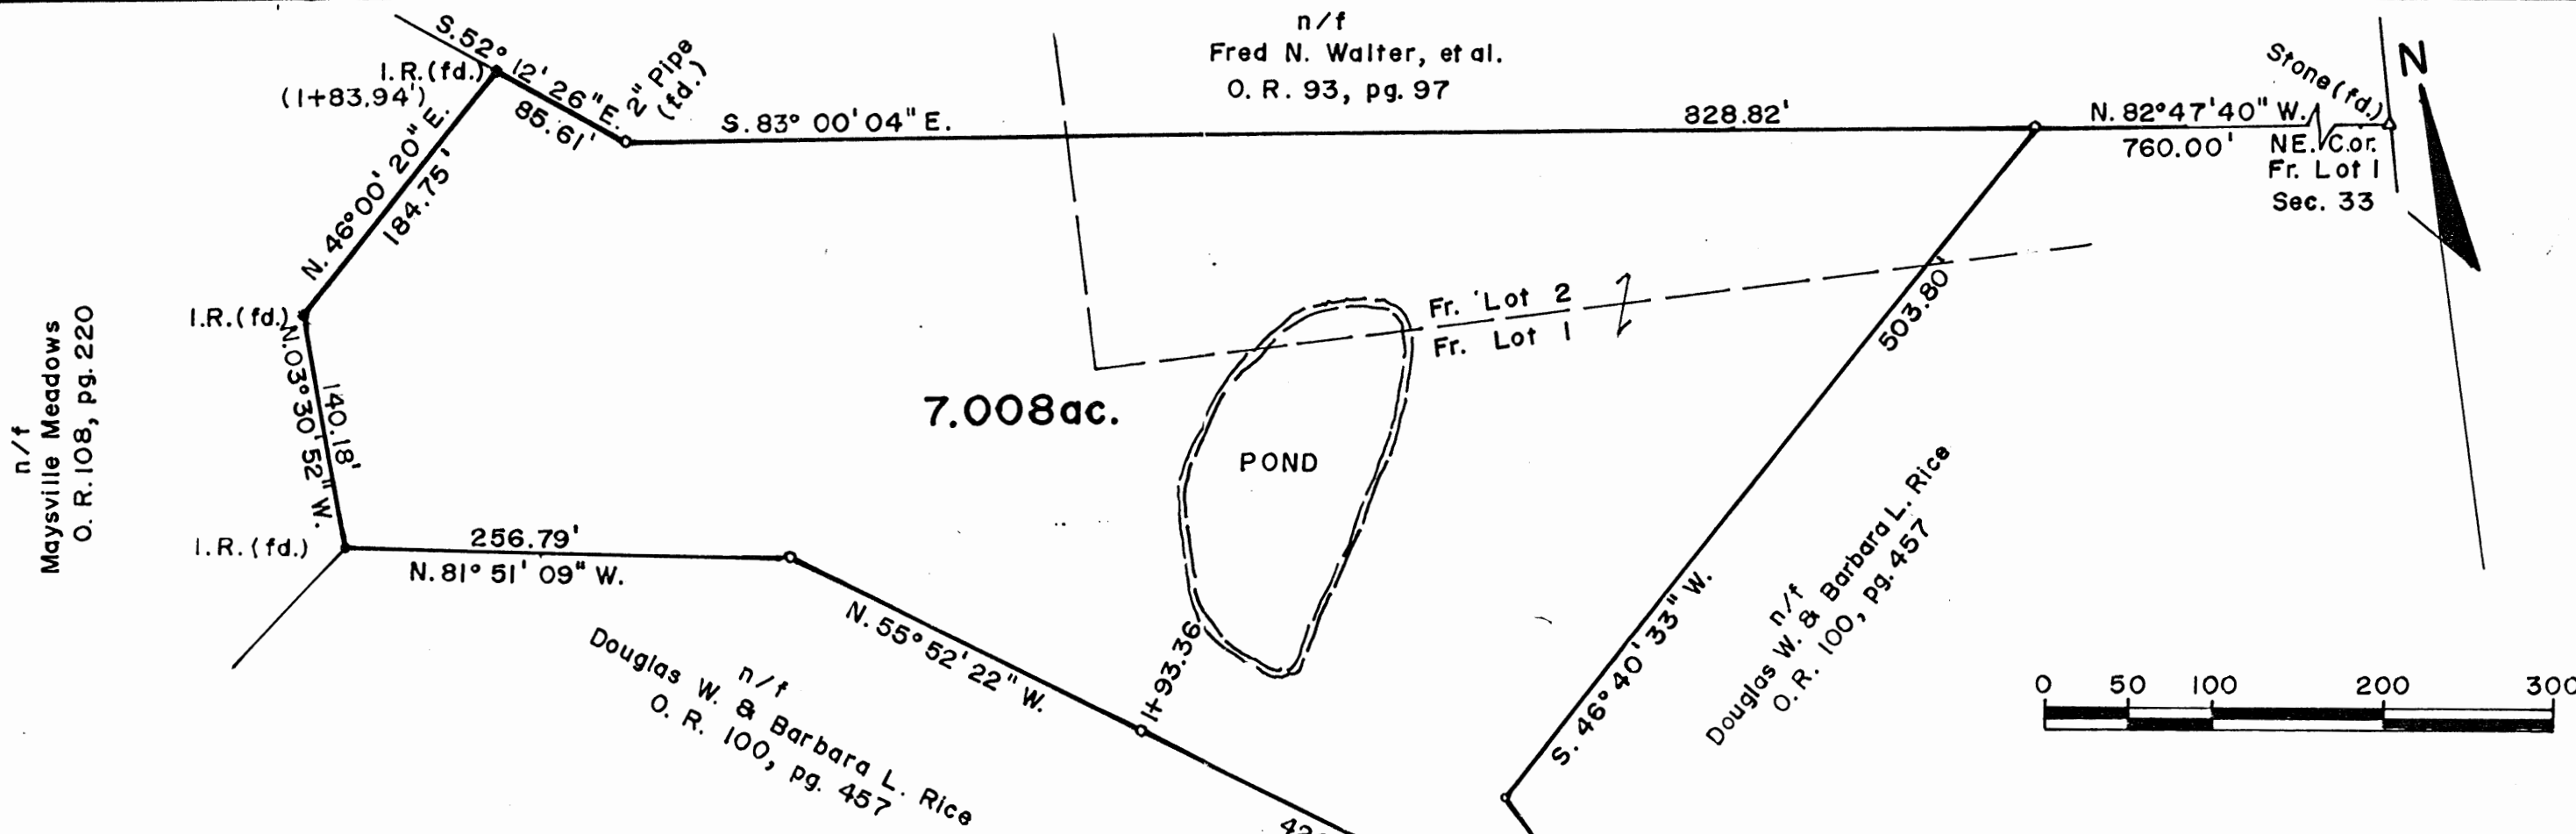 n/f
Fred N. Walter, et al.
O. R. 93, pg. 97
S. 52° 12' 26" E.
85.61'
I.R. (fd.)
(1+83.94')
2" Pipe
(fd.)
S. 83° 00' 04" E.
828.82'
N. 82° 47' 40" W.
760.00'
Stone (fd.)
NE. Cor.
Fr. Lot 1
Sec. 33
N
N. 46° 00' 20" E.
184.75'
I.R. (fd.)
N. 03° 30' 52" W.
140.18'
n/f
Maysville Meadows
O. R. 108, pg. 220
I.R. (fd.)
256.79'
N. 81° 51' 09" W.
Fr. Lot 2
Fr. Lot 1
7.008 ac.
POND
503.80'
S. 46° 40' 33" W.
n/f
Douglas W. & Barbara L. Rice
O. R. 100, pg. 457
N. 55° 52' 22" W.
1+93.36
n/f
Douglas W. & Barbara L. Rice
O. R. 100, pg. 457
0 50 100 200 300